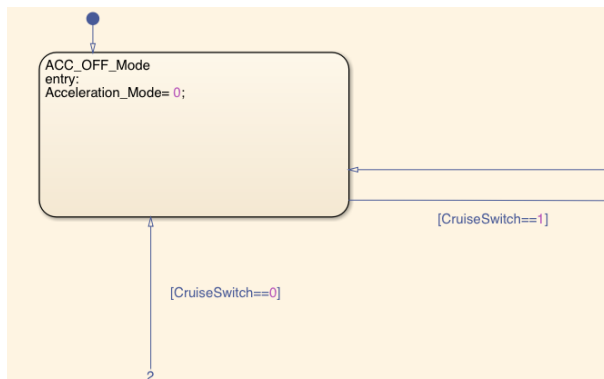 ACC_OFF_Mode
entry:
Acceleration_Mode= 0;
[CruiseSwitch==1]
[CruiseSwitch==0]
2